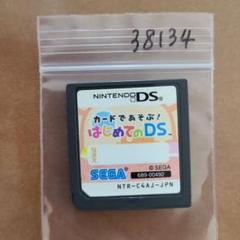 38134
NINTENDO DS
カードであそぶ!
はじめてのDS
SEGA
© SEGA
689-00492
NTR-C4AJ-JPN